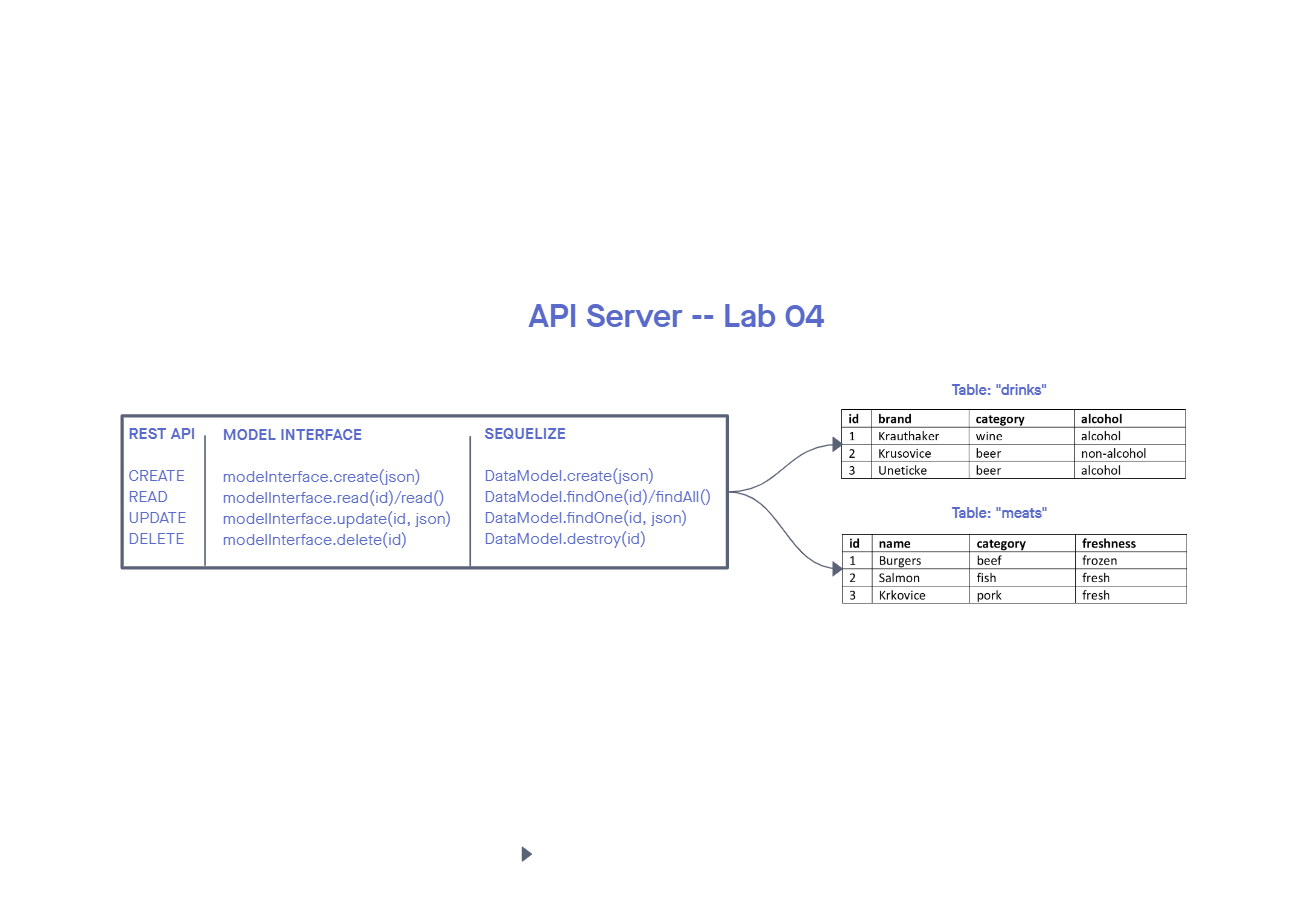 API Server -- Lab 04
REST API MODEL INTERFACE SEQUELIZE
CREATE modelInterface.create(json) DataModel.create(json)
READ modelInterface.read(id)/read() DataModel.findOne(id)/findAll()
UPDATE modelInterface.update(id, json) DataModel.findOne(id, json)
DELETE modelInterface.delete(id) DataModel.destroy(id)
Table: "drinks"
id brand category alcohol
1 Krauthaker wine alcohol
2 Krusovice beer non-alcohol
3 Uneticke beer alcohol
Table: "meats"
id name category freshness
1 Burgers beef frozen
2 Salmon fish fresh
3 Krkovice pork fresh